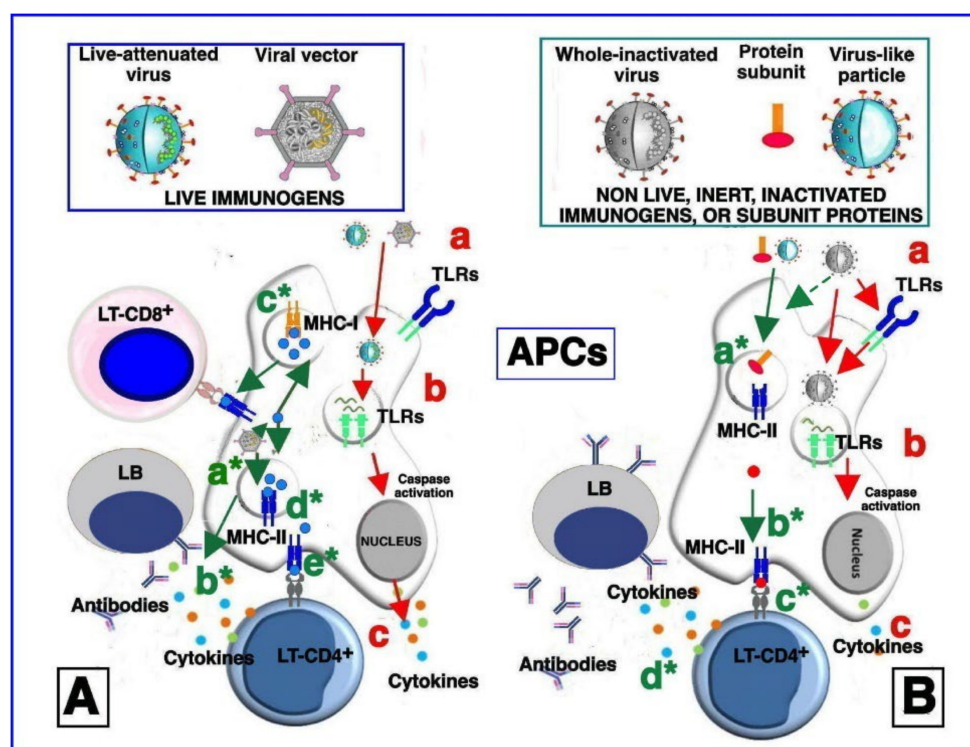 Live-attenuated
virus
Viral vector
LIVE IMMUNOGENS
Whole-inactivated
virus
Protein
subunit
Virus-like
particle
NON LIVE, INERT, INACTIVATED
IMMUNOGENS, OR SUBUNIT PROTEINS
a
TLRs
c*
MHC-I
LT-CD8+
b
TLRs
a*
LB
d*
MHC-II
Caspase
activation
NUCLEUS
e*
b*
Antibodies
Cytokines
LT-CD4+
c
Cytokines
A
APCs
a
TLRs
a*
MHC-II
TLRs
b
LB
Caspase
activation
b*
MHC-II
Nucleus
Cytokines
c*
c
Cytokines
Antibodies
d*
LT-CD4+
B